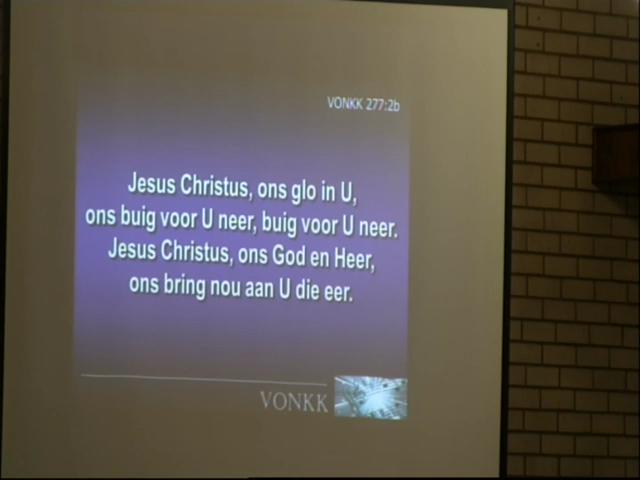 VONKK 277:2b
Jesus Christus, ons glo in U,
ons buig voor U neer, buig voor U neer.
Jesus Christus, ons God en Heer,
ons bring nou aan U die eer.
VONKK